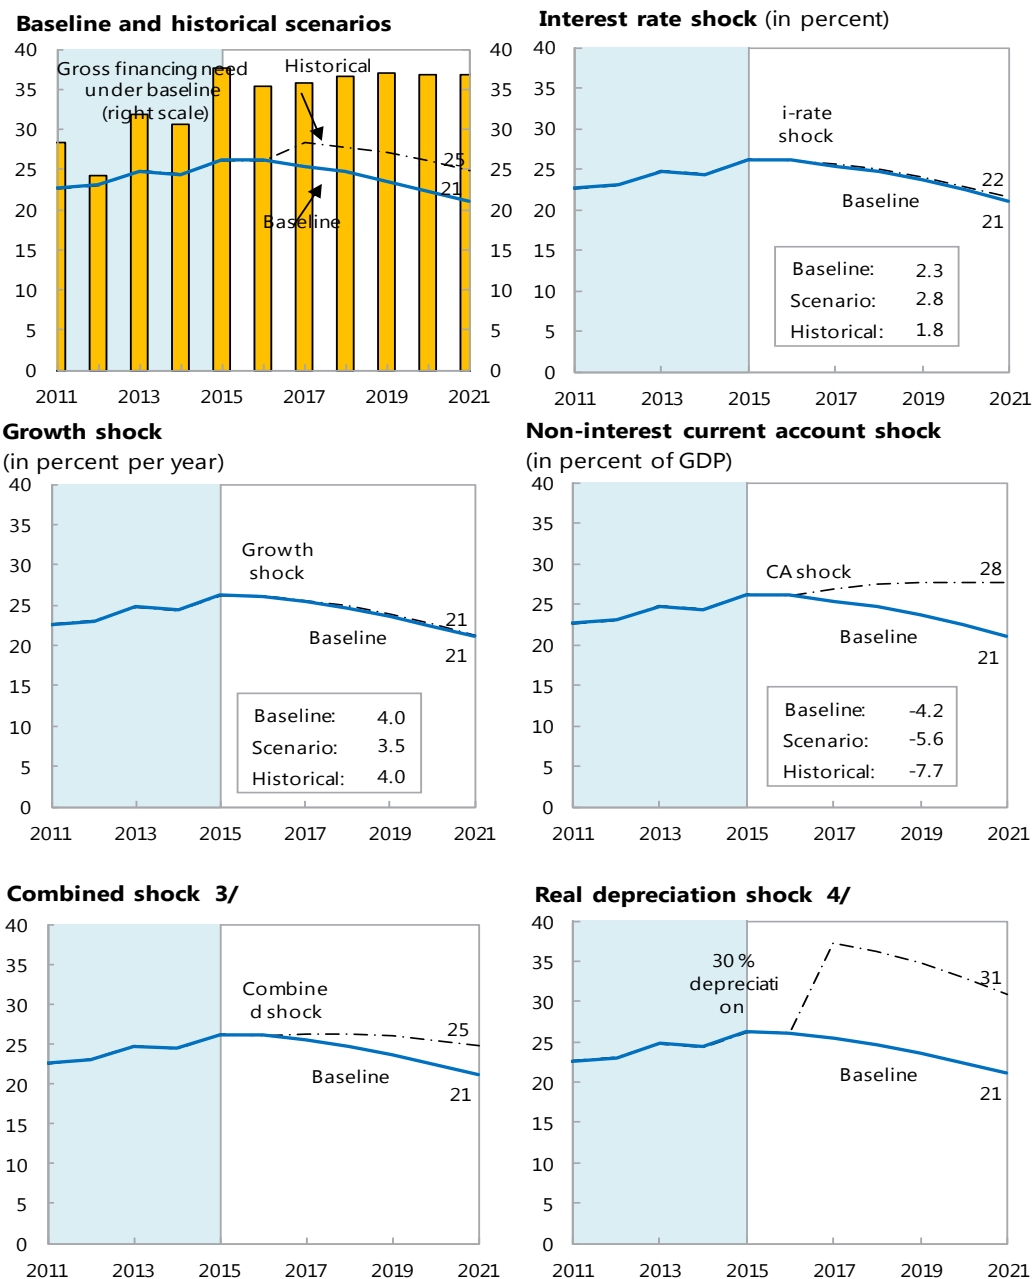 Baseline and historical scenarios
40
35
30
25
20
15
10
5
0
40
35
30
25
20
15
10
5
0
Gross financing need
under baseline
(right scale)
Historical
25
21
Baseline
2011 2013 2015 2017 2019 2021
Interest rate shock (in percent)
40
35
30
25
20
15
10
5
0
i-rate
shock
22
Baseline
21
Baseline: 2.3
Scenario: 2.8
Historical: 1.8
2011 2013 2015 2017 2019 2021
Growth shock
(in percent per year)
40
35
30
25
20
15
10
5
0
Growth
shock
21
Baseline
21
Baseline: 4.0
Scenario: 3.5
Historical: 4.0
2011 2013 2015 2017 2019 2021
Non-interest current account shock
(in percent of GDP)
40
35
30
25
20
15
10
5
0
CA shock
28
Baseline
21
Baseline: -4.2
Scenario: -5.6
Historical: -7.7
2011 2013 2015 2017 2019 2021
Combined shock 3/
40
35
30
25
20
15
10
5
0
Combine
d shock
25
Baseline
21
2011 2013 2015 2017 2019 2021
Real depreciation shock 4/
40
35
30
25
20
15
10
5
0
30 %
depreciati
on
31
Baseline
21
2011 2013 2015 2017 2019 2021